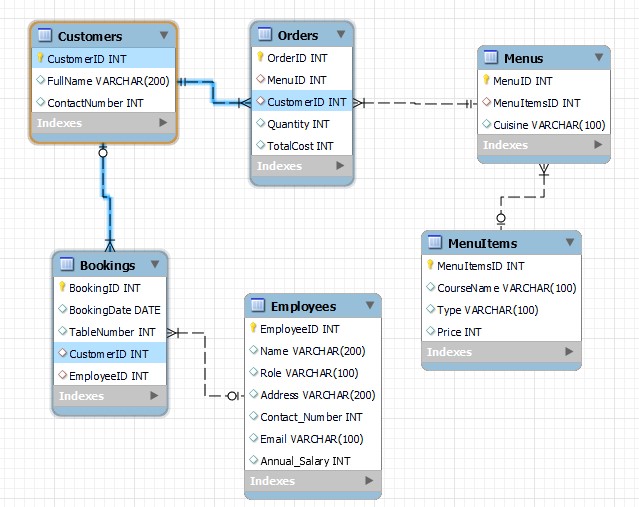 Customers
CustomerID INT
FullName VARCHAR(200)
ContactNumber INT
Indexes
Orders
OrderID INT
MenuID INT
CustomerID INT
Quantity INT
TotalCost INT
Indexes
Menus
MenuID INT
MenuItemsID INT
Cuisine VARCHAR(100)
Indexes
MenuItems
MenuItemsID INT
CourseName VARCHAR(100)
Type VARCHAR(100)
Price INT
Indexes
Bookings
BookingID INT
BookingDate DATE
TableNumber INT
CustomerID INT
EmployeeID INT
Indexes
Employees
EmployeeID INT
Name VARCHAR(200)
Role VARCHAR(100)
Address VARCHAR(200)
Contact_Number INT
Email VARCHAR(100)
Annual_Salary INT
Indexes